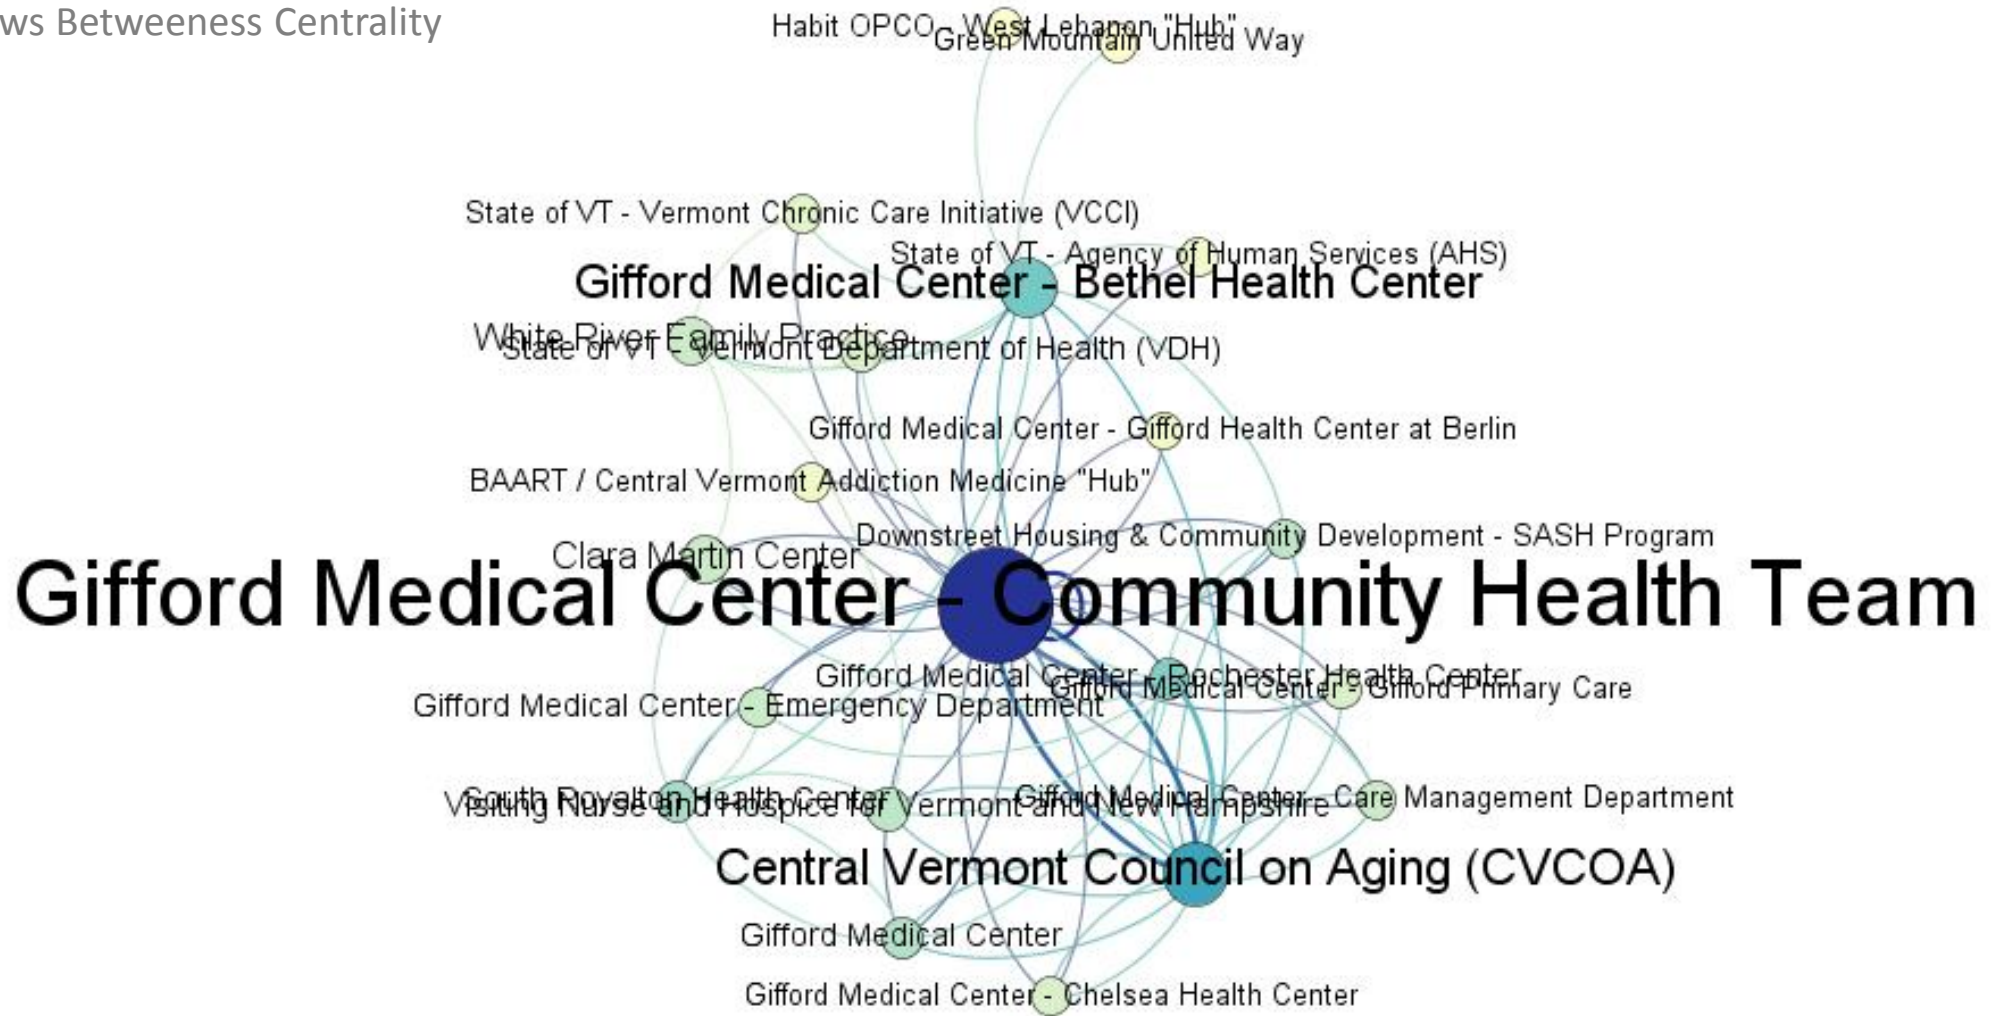 ws Betweeness Centrality
Habit OPCO - West Lebanon "Hub"
Green Mountain United Way
State of VT - Vermont Chronic Care Initiative (VCCI)
State of VT - Agency of Human Services (AHS)
Gifford Medical Center - Bethel Health Center
White River Family Practice
State of VT - Vermont Department of Health (VDH)
Gifford Medical Center - Gifford Health Center at Berlin
BAART / Central Vermont Addiction Medicine "Hub"
Downstreet Housing & Community Development - SASH Program
Clara Martin Center
Gifford Medical Center - Community Health Team
Gifford Medical Center - Rochester Health Center
Gifford Medical Center - Gifford Primary Care
Gifford Medical Center - Emergency Department
South Royalton Health Center
Visiting Nurse and Hospice for Vermont and New Hampshire
Gifford Medical Center - Care Management Department
Central Vermont Council on Aging (CVCOA)
Gifford Medical Center
Gifford Medical Center - Chelsea Health Center